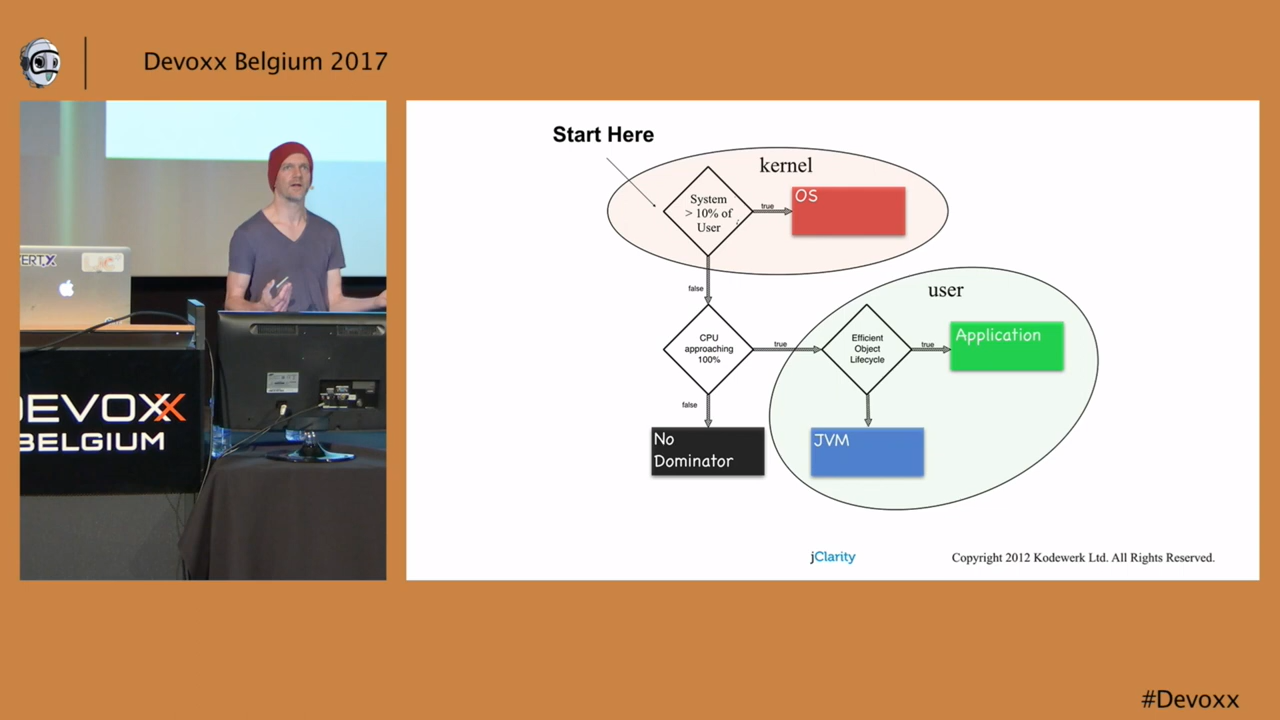 Devoxx Belgium 2017
ERT.X
DEVOXX
BELGIUM
Start Here
kernel
System
> 10% of
User
true
OS
false
user
CPU
approaching
100%
true
Efficient
Object
Lifecycle
true
Application
false
No
Dominator
JVM
jClarity
Copyright 2012 Kodewerk Ltd. All Rights Reserved.
#Devoxx